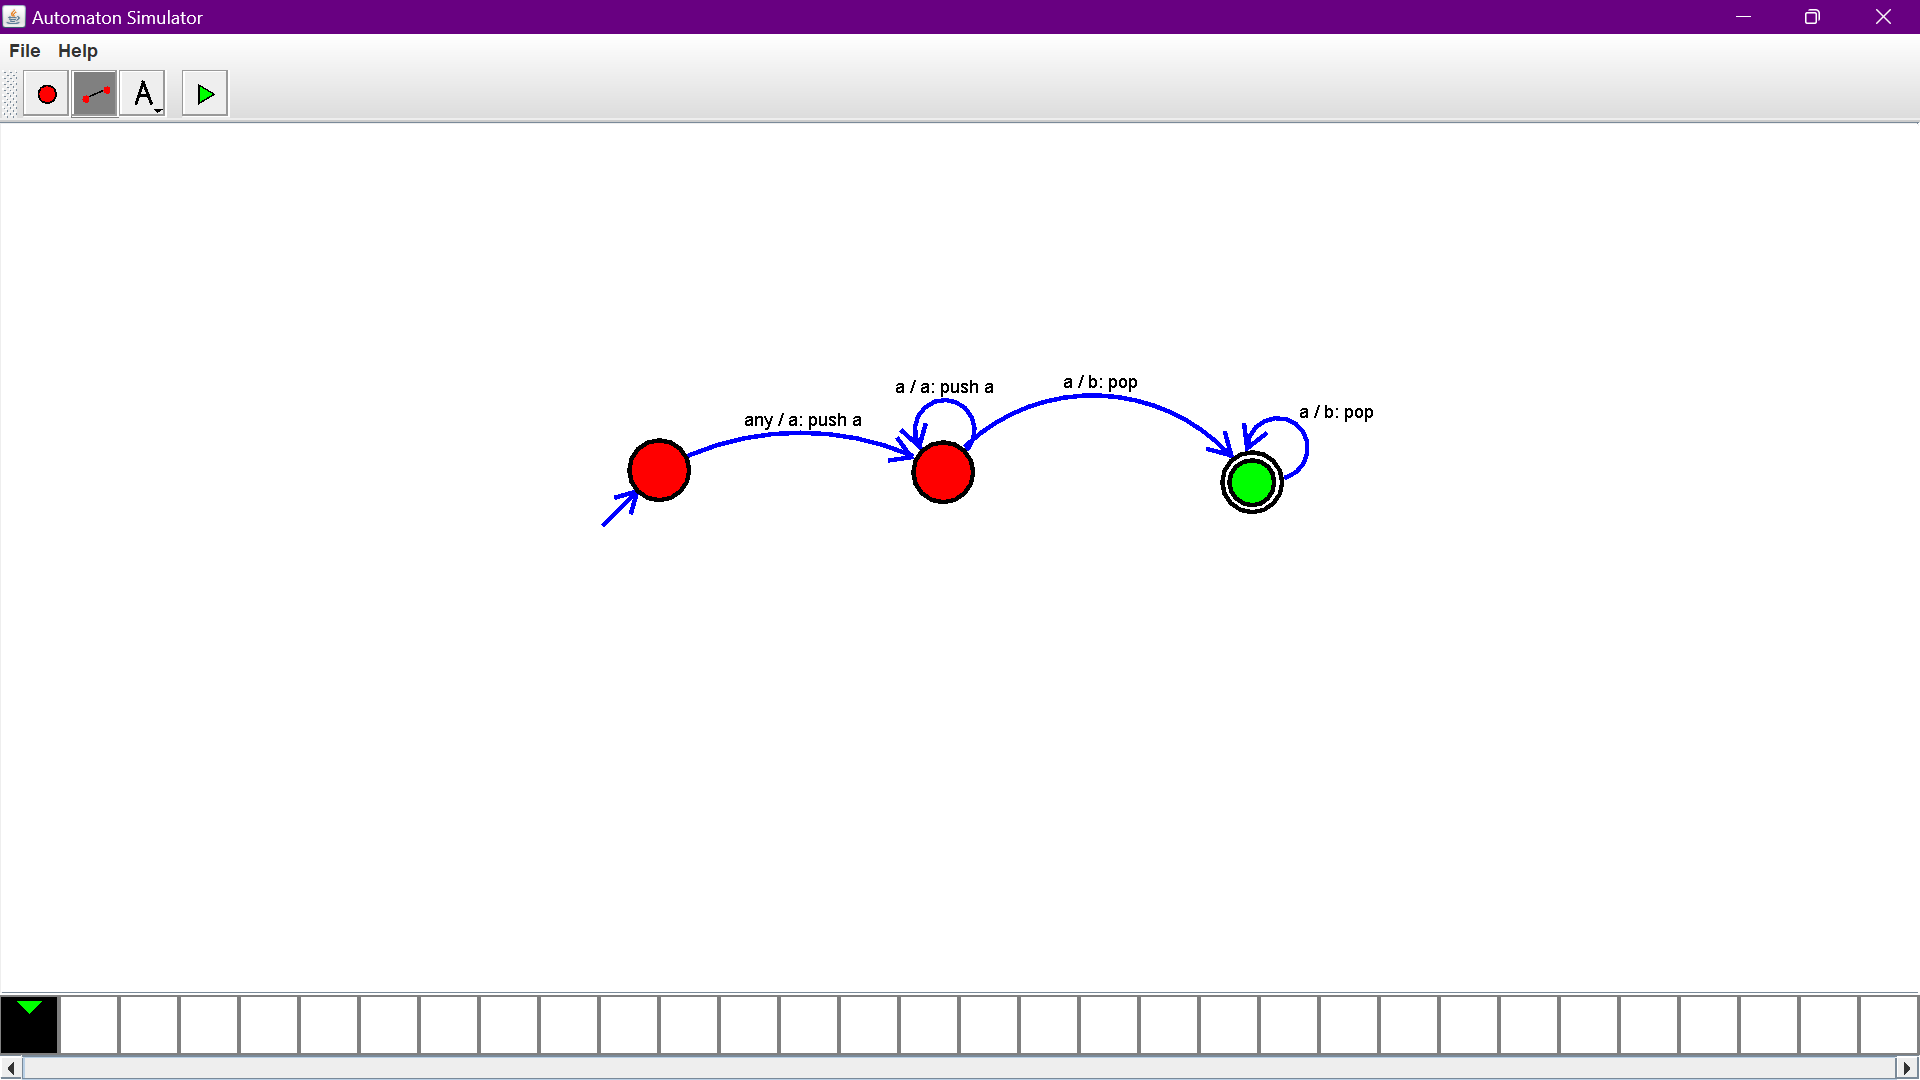 Automaton Simulator
File Help
A
a / a: push a
a / b: pop
any / a: push a
a / b: pop